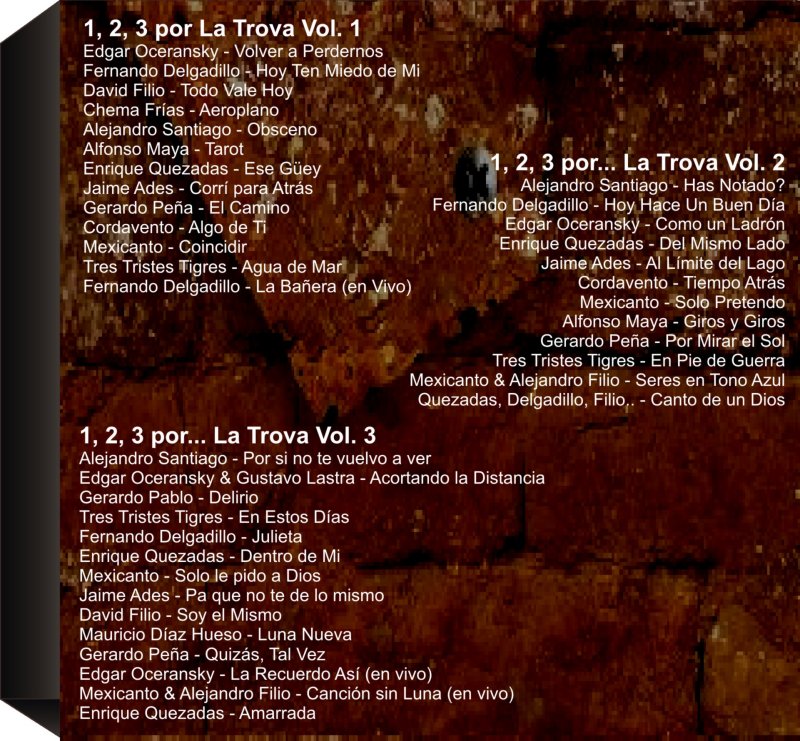 1, 2, 3 por La Trova Vol. 1
Edgar Oceransky - Volver a Perdernos
Fernando Delgadillo - Hoy Ten Miedo de Mi
David Filio - Todo Vale Hoy
Chema Frías - Aeroplano
Alejandro Santiago - Obsceno
Alfonso Maya - Tarot
Enrique Quezadas - Ese Güey
Jaime Ades - Corrí para Atrás
Gerardo Peña - El Camino
Cordavento - Algo de Ti
Mexicanto - Coincidir
Tres Tristes Tigres - Agua de Mar
Fernando Delgadillo - La Bañera (en Vivo)
1, 2, 3 por... La Trova Vol. 2
Alejandro Santiago - Has Notado?
Fernando Delgadillo - Hoy Hace Un Buen Día
Edgar Oceransky - Como un Ladrón
Enrique Quezadas - Del Mismo Lado
Jaime Ades - Al Límite del Lago
Cordavento - Tiempo Atrás
Mexicanto - Solo Pretendo
Alfonso Maya - Giros y Giros
Gerardo Peña - Por Mirar el Sol
Tres Tristes Tigres - En Pie de Guerra
Mexicanto & Alejandro Filio - Seres en Tono Azul
Quezadas, Delgadillo, Filio.. - Canto de un Dios
1, 2, 3 por... La Trova Vol. 3
Alejandro Santiago - Por si no te vuelvo a ver
Edgar Oceransky & Gustavo Lastra - Acortando la Distancia
Gerardo Pablo - Delirio
Tres Tristes Tigres - En Estos Días
Fernando Delgadillo - Julieta
Enrique Quezadas - Dentro de Mi
Mexicanto - Solo le pido a Dios
Jaime Ades - Pa que no te de lo mismo
David Filio - Soy el Mismo
Mauricio Díaz Hueso - Luna Nueva
Gerardo Peña - Quizás, Tal Vez
Edgar Oceransky - La Recuerdo Así (en vivo)
Mexicanto & Alejandro Filio - Canción sin Luna (en vivo)
Enrique Quezadas - Amarrada